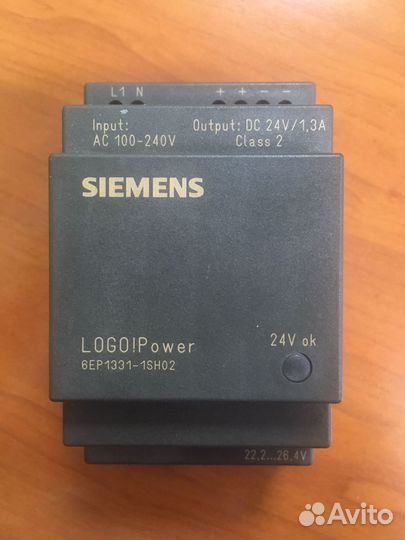 L1 N + + - -
Input: Output: DC 24V/1,3A
AC 100-240V Class 2
SIEMENS
LOGO!Power 24V ok
6EP1331-1SH02
22,2...26,4V
Avito